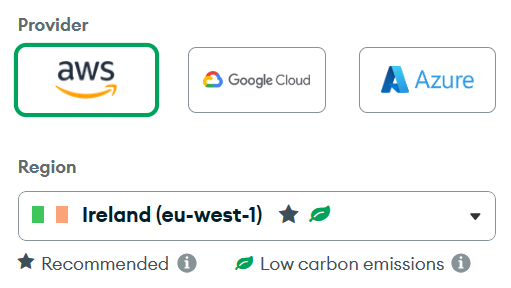 Provider
aws
Google Cloud
Azure
Region
Ireland (eu-west-1)
Recommended
Low carbon emissions